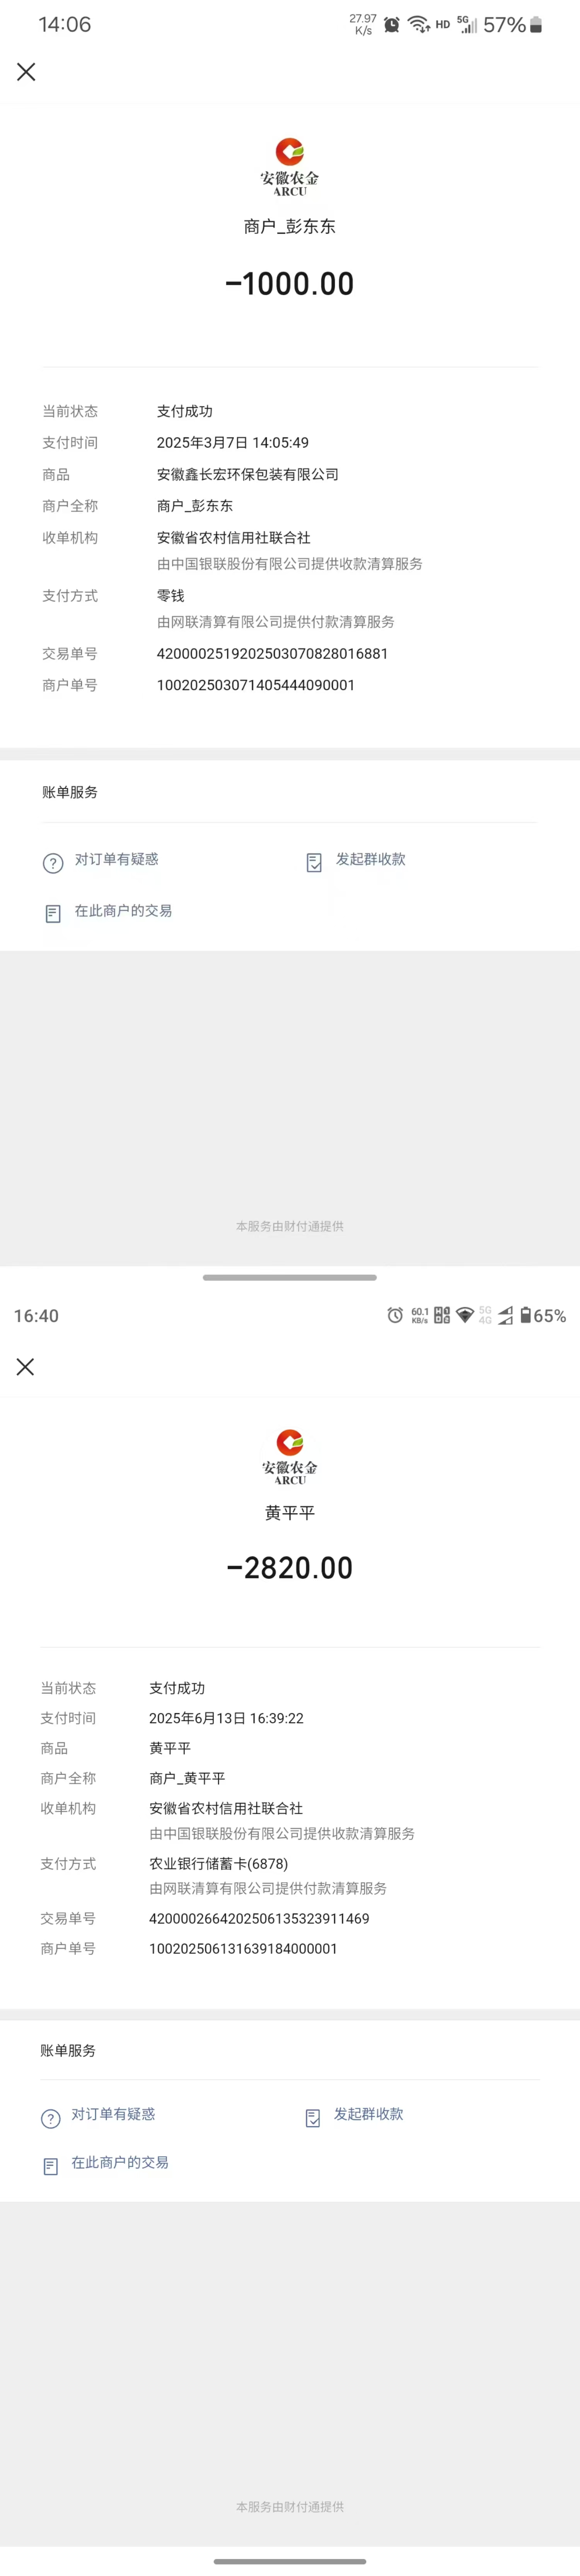 14:06
27.97 K/s HD 5G 57%
安徽农金
ARCU
商户_彭东东
-1000.00
当前状态 支付成功
支付时间 2025年3月7日 14:05:49
商品 安徽鑫长宏环保包装有限公司
商户全称 商户_彭东东
收单机构 安徽省农村信用社联合社
由中国银联股份有限公司提供收款清算服务
支付方式 零钱
由网联清算有限公司提供付款清算服务
交易单号 4200002519202503070828016881
商户单号 100202503071405444090001
账单服务
对订单有疑惑 发起群收款
在此商户的交易
本服务由财付通提供
16:40
60.1 KB/s 5G 4G 65%
安徽农金
ARCU
黄平平
-2820.00
当前状态 支付成功
支付时间 2025年6月13日 16:39:22
商品 黄平平
商户全称 商户_黄平平
收单机构 安徽省农村信用社联合社
由中国银联股份有限公司提供收款清算服务
支付方式 农业银行储蓄卡(6878)
由网联清算有限公司提供付款清算服务
交易单号 4200002664202506135323911469
商户单号 100202506131639184000001
账单服务
对订单有疑惑 发起群收款
在此商户的交易
本服务由财付通提供